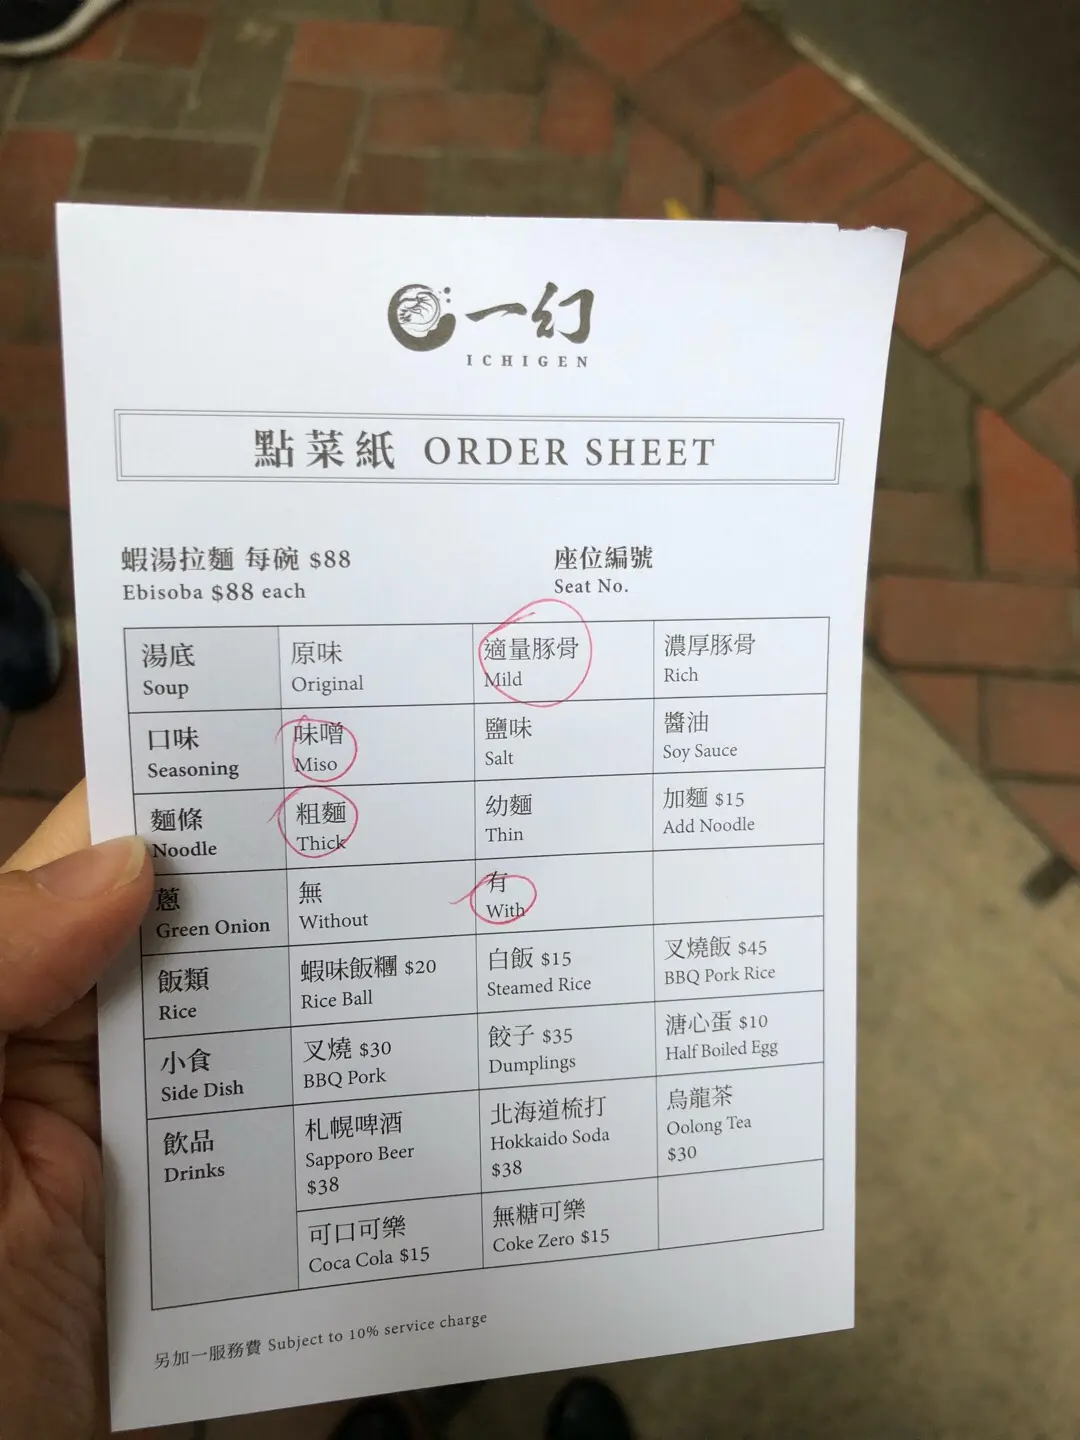 一幻
ICHIGEN
點菜紙 ORDER SHEET
蝦湯拉麵 每碗 $88
Ebisoba $88 each
座位編號
Seat No.
湯底
Soup
原味
Original
適量豚骨
Mild
濃厚豚骨
Rich
口味
Seasoning
味噌
Miso
鹽味
Salt
醬油
Soy Sauce
麵條
Noodle
粗麵
Thick
幼麵
Thin
加麵 $15
Add Noodle
蔥
Green Onion
無
Without
有
With
飯類
Rice
蝦味飯糰 $20
Rice Ball
白飯 $15
Steamed Rice
叉燒飯 $45
BBQ Pork Rice
小食
Side Dish
叉燒 $30
BBQ Pork
餃子 $35
Dumplings
溏心蛋 $10
Half Boiled Egg
飲品
Drinks
札幌啤酒
Sapporo Beer
$38
北海道梳打
Hokkaido Soda
$38
烏龍茶
Oolong Tea
$30
可口可樂
Coca Cola $15
無糖可樂
Coke Zero $15
另加一服務費 Subject to 10% service charge